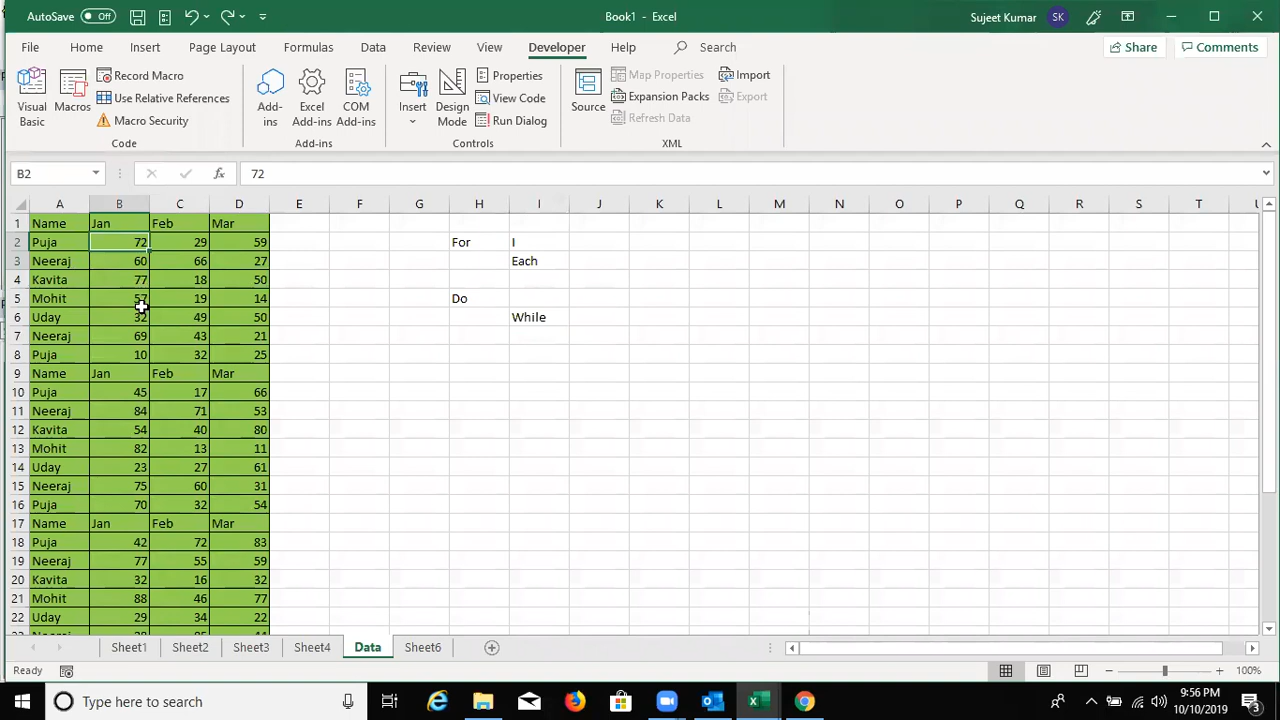 AutoSave Off Book1 - Excel Sujeet Kumar SK
File Home Insert Page Layout Formulas Data Review View Developer Help Search Share Comments
Visual Basic Macros Record Macro Use Relative References Macro Security Code
Add-ins Excel Add-ins COM Add-ins Add-ins
Insert Design Mode Properties View Code Run Dialog Controls
Source Map Properties Expansion Packs Refresh Data Import Export XML
B2 fx 72
A B C D E F G H I J K L M N O P Q R S T U
1 Name Jan Feb Mar
2 Puja 72 29 59 For I
3 Neeraj 60 66 27 Each
4 Kavita 77 18 50
5 Mohit 57 19 14 Do
6 Uday 32 49 50 While
7 Neeraj 69 43 21
8 Puja 10 32 25
9 Name Jan Feb Mar
10 Puja 45 17 66
11 Neeraj 84 71 53
12 Kavita 54 40 80
13 Mohit 82 13 11
14 Uday 23 27 61
15 Neeraj 75 60 31
16 Puja 70 32 54
17 Name Jan Feb Mar
18 Puja 42 72 83
19 Neeraj 77 55 59
20 Kavita 32 16 32
21 Mohit 88 46 77
22 Uday 29 34 22
Sheet1 Sheet2 Sheet3 Sheet4 Data Sheet6
Ready 100%
Type here to search 9:56 PM
10/10/2019 3